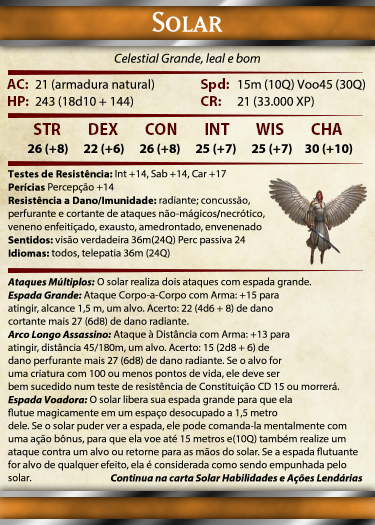 SOLAR
Celestial Grande, leal e bom
AC: 21 (armadura natural) Spd: 15m (10Q) Voo45 (30Q)
HP: 243 (18d10 + 144) CR: 21 (33.000 XP)
STR DEX CON INT WIS CHA
26 (+8) 22 (+6) 26 (+8) 25 (+7) 25 (+7) 30 (+10)
Testes de Resistência: Int +14, Sab +14, Car +17
Perícias Percepção +14
Resistência a Dano/Imunidade: radiante; concussão,
perfurante e cortante de ataques não-mágicos/necrótico,
veneno enfeitiçado, exausto, amedrontado, envenenado
Sentidos: visão verdadeira 36m(24Q) Perc passiva 24
Idiomas: todos, telepatia 36m (24Q)
Ataques Múltiplos: O solar realiza dois ataques com espada grande.
Espada Grande: Ataque Corpo-a-Corpo com Arma: +15 para
atingir, alcance 1,5 m, um alvo. Acerto: 22 (4d6 + 8) de dano
cortante mais 27 (6d8) de dano radiante.
Arco Longo Assassino: Ataque à Distância com Arma: +13 para
atingir, distância 45/180m, um alvo. Acerto: 15 (2d8 + 6) de
dano perfurante mais 27 (6d8) de dano radiante. Se o alvo for
uma criatura com 100 ou menos pontos de vida, ele deve ser
bem sucedido num teste de resistência de Constituição CD 15 ou morrerá.
Espada Voadora: O solar libera sua espada grande para que ela
flutue magicamente em um espaço desocupado a 1,5 metro
dele. Se o solar puder ver a espada, ele pode comanda-la mentalmente com
uma ação bônus, para que ela voe até 15 metros e(10Q) também realize um
ataque contra um alvo ou retorne para as mãos do solar. Se a espada flutuante
for alvo de qualquer efeito, ela é considerada como sendo empunhada pelo
solar. Continua na carta Solar Habilidades e Ações Lendárias